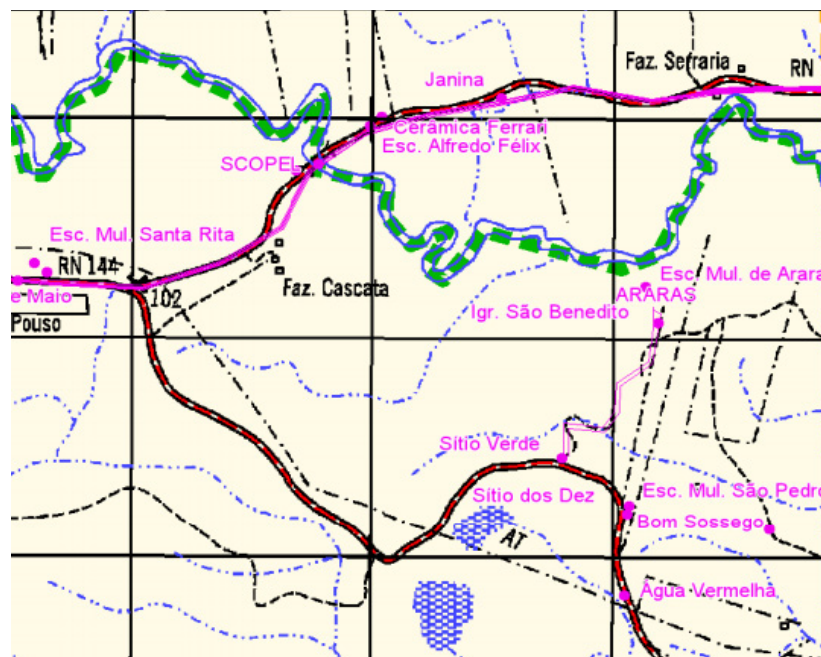 Faz. Serraria
RN
Janina
Cerâmica Ferrari
Esc. Alfredo Félix
SCOPEL
Esc. Mul. Santa Rita
RN 144
102
e Maio
Pouso
Faz. Cascata
Esc. Mul. de Arara
ARARAS
Igr. São Benedito
Sítio Verde
Sítio dos Dez
Esc. Mul. São Pedro
Bom Sossego
AT
Água Vermelha